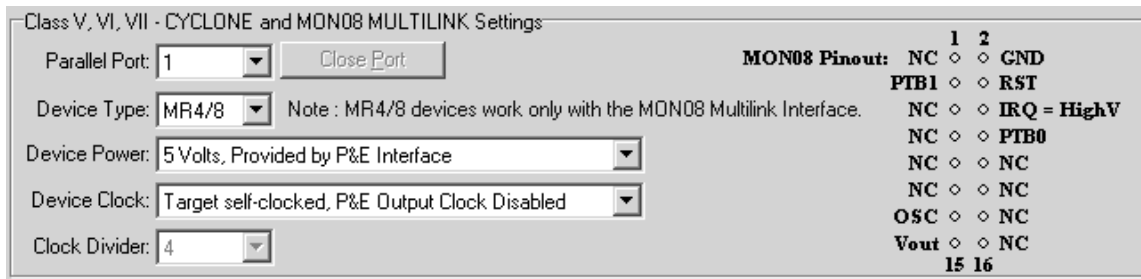 Class V, VI, VII - CYCLONE and MON08 MULTILINK Settings
Parallel Port: 1 Close Port
Device Type: MR4/8 Note : MR4/8 devices work only with the MON08 Multilink Interface.
Device Power: 5 Volts, Provided by P&E Interface
Device Clock: Target self-clocked, P&E Output Clock Disabled
Clock Divider: 4
1 2
MON08 Pinout: NC GND
PTB1 RST
NC IRQ = HighV
NC PTB0
NC NC
NC NC
OSC NC
Vout NC
15 16